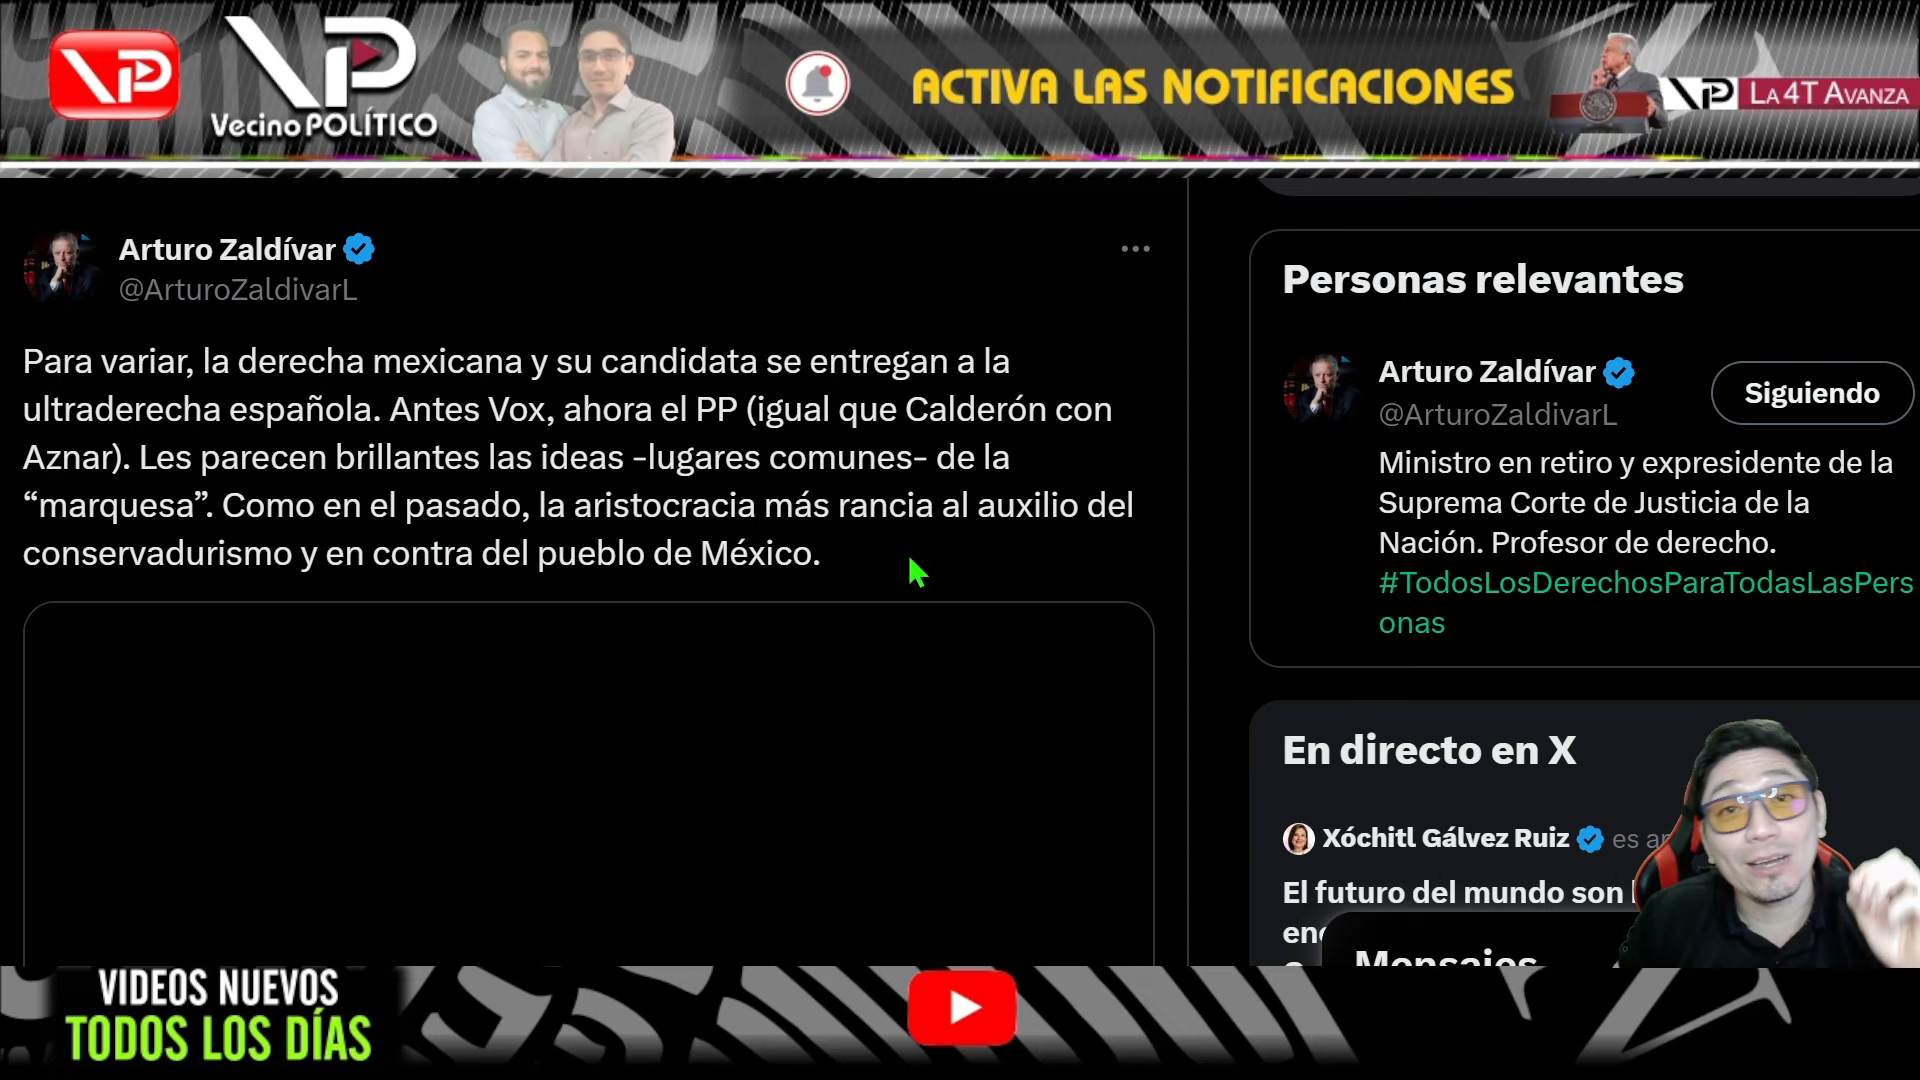 VP
VP
Vecino POLÍTICO
ACTIVA LAS NOTIFICACIONES
VP LA 4T AVANZA
Arturo Zaldívar
@ArturoZaldivarL
Para variar, la derecha mexicana y su candidata se entregan a la
ultraderecha española. Antes Vox, ahora el PP (igual que Calderón con
Aznar). Les parecen brillantes las ideas -lugares comunes- de la
“marquesa”. Como en el pasado, la aristocracia más rancia al auxilio del
conservadurismo y en contra del pueblo de México.
Personas relevantes
Arturo Zaldívar
@ArturoZaldivarL
Siguiendo
Ministro en retiro y expresidente de la
Suprema Corte de Justicia de la
Nación. Profesor de derecho.
#TodosLosDerechosParaTodasLasPers
onas
En directo en X
Xóchitl Gálvez Ruiz es
El futuro del mundo son
Mensajes
VIDEOS NUEVOS
TODOS LOS DÍAS